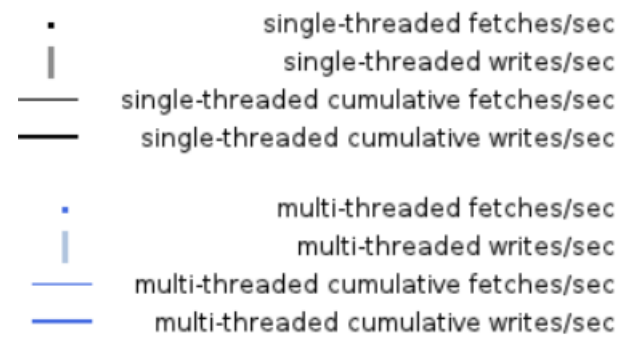 single-threaded fetches/sec
single-threaded writes/sec
single-threaded cumulative fetches/sec
single-threaded cumulative writes/sec
multi-threaded fetches/sec
multi-threaded writes/sec
multi-threaded cumulative fetches/sec
multi-threaded cumulative writes/sec